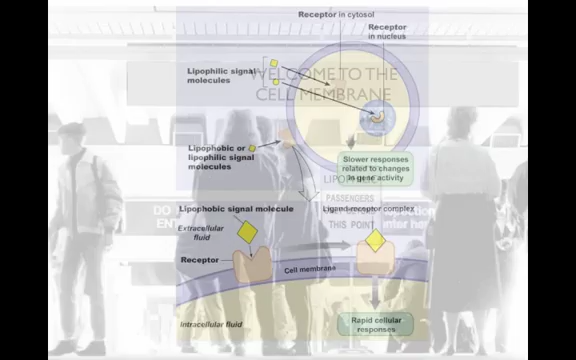 Receptor in cytosol
Receptor
in nucleus
Lipophilic signal
molecules
WELCOME TO THE
CELL MEMBRANE
Lipophobic or
lipophilic signal
molecules
Slower responses
related to changes
in gene activity
PASSENGERS
THIS POINT
Lipophobic signal molecule
Ligand-receptor complex
Extracellular
fluid
Receptor
Cell membrane
Intracellular fluid
Rapid cellular
responses